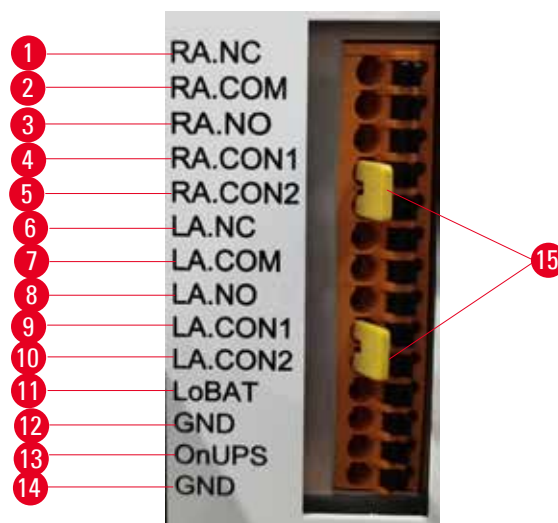 1 RA.NC
2 RA.COM
3 RA.NO
4 RA.CON1
5 RA.CON2
6 LA.NC
7 LA.COM
8 LA.NO
9 LA.CON1
10 LA.CON2
11 LoBAT
12 GND
13 OnUPS
14 GND
15